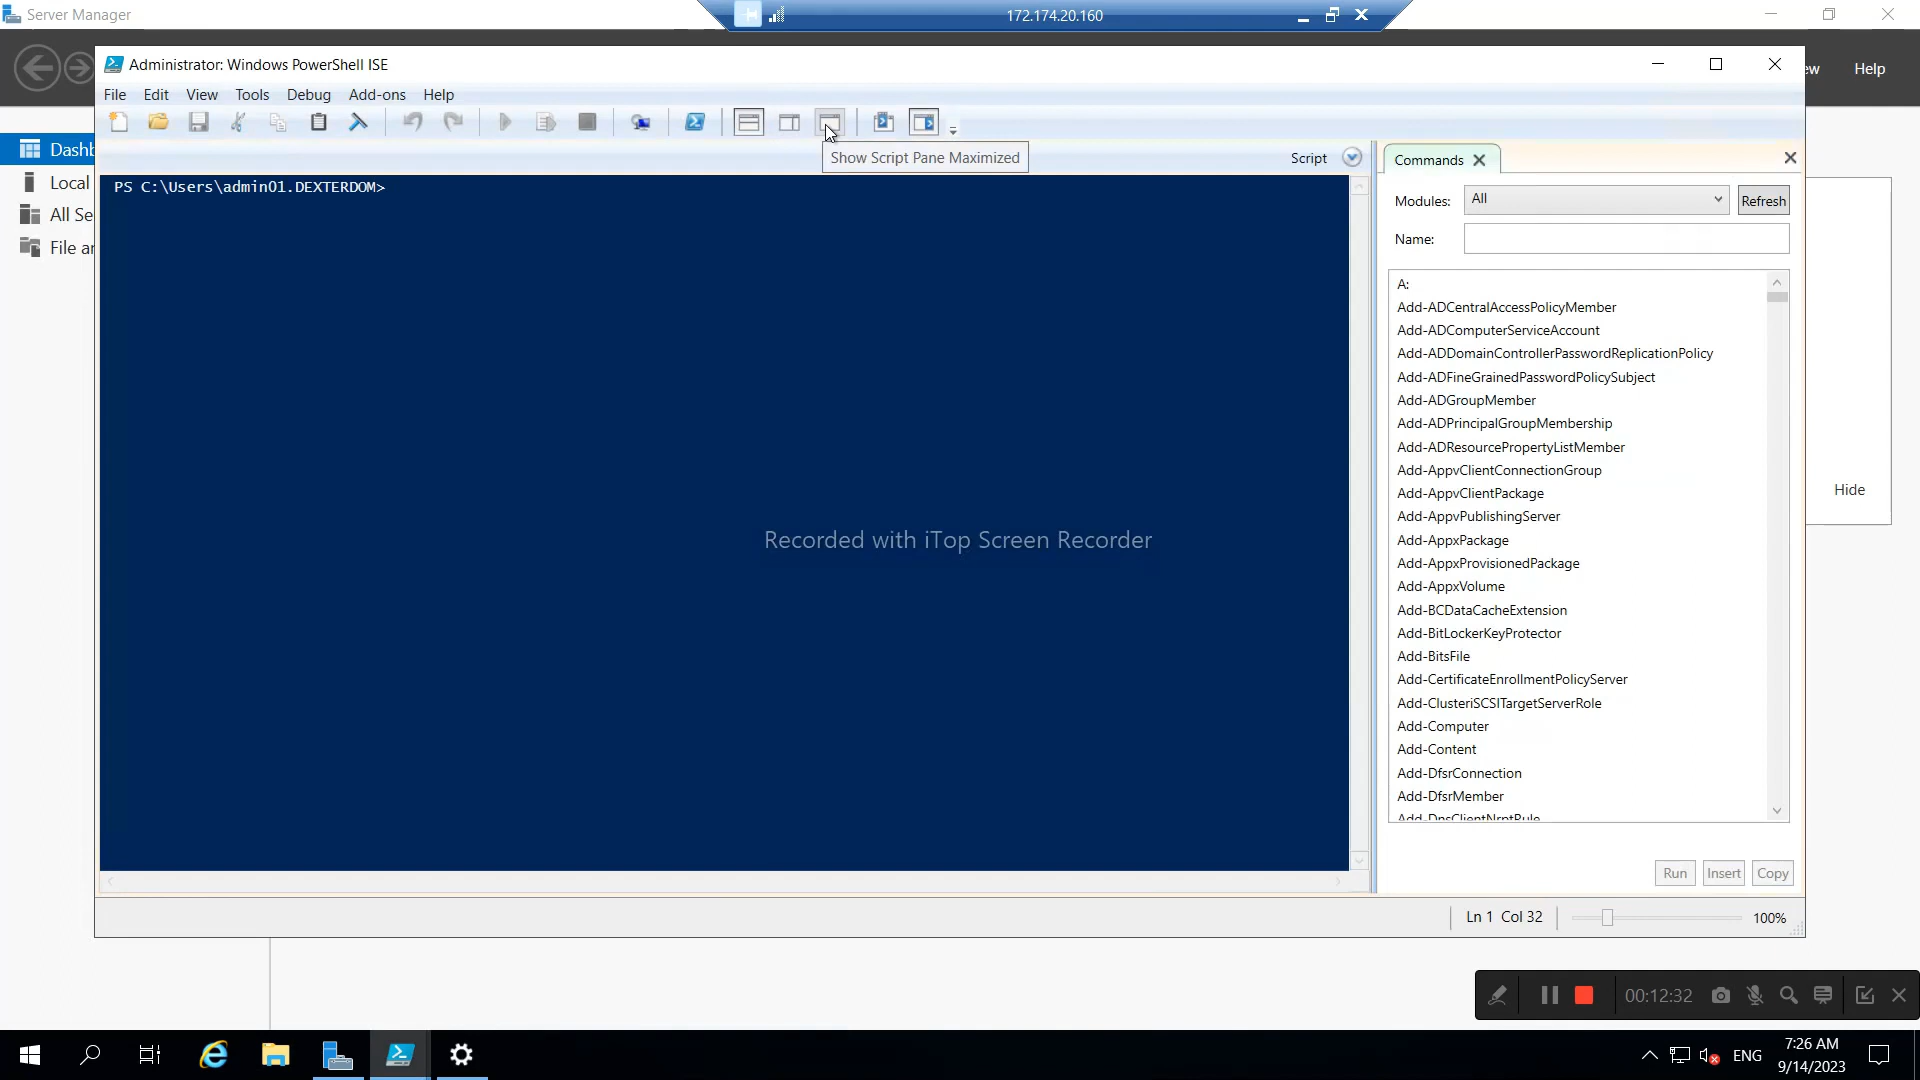 Server Manager
172.174.20.160
Administrator: Windows PowerShell ISE
ew
Help
File Edit View Tools Debug Add-ons Help
Dashb
Local
All Se
File ar
Show Script Pane Maximized
Script
PS C:\Users\admin01.DEXTERDOM>
Recorded with iTop Screen Recorder
Commands
Modules: All Refresh
Name:
A:
Add-ADCentralAccessPolicyMember
Add-ADComputerServiceAccount
Add-ADDomainControllerPasswordReplicationPolicy
Add-ADFineGrainedPasswordPolicySubject
Add-ADGroupMember
Add-ADPrincipalGroupMembership
Add-ADResourcePropertyListMember
Add-AppvClientConnectionGroup
Add-AppvClientPackage
Add-AppvPublishingServer
Add-AppxPackage
Add-AppxProvisionedPackage
Add-AppxVolume
Add-BCDataCacheExtension
Add-BitLockerKeyProtector
Add-BitsFile
Add-CertificateEnrollmentPolicyServer
Add-ClusteriSCSITargetServerRole
Add-Computer
Add-Content
Add-DfsrConnection
Add-DfsrMember
Add-DnsClientNrptRule
Run Insert Copy
Hide
Ln 1 Col 32
100%
00:12:32
ENG
7:26 AM
9/14/2023